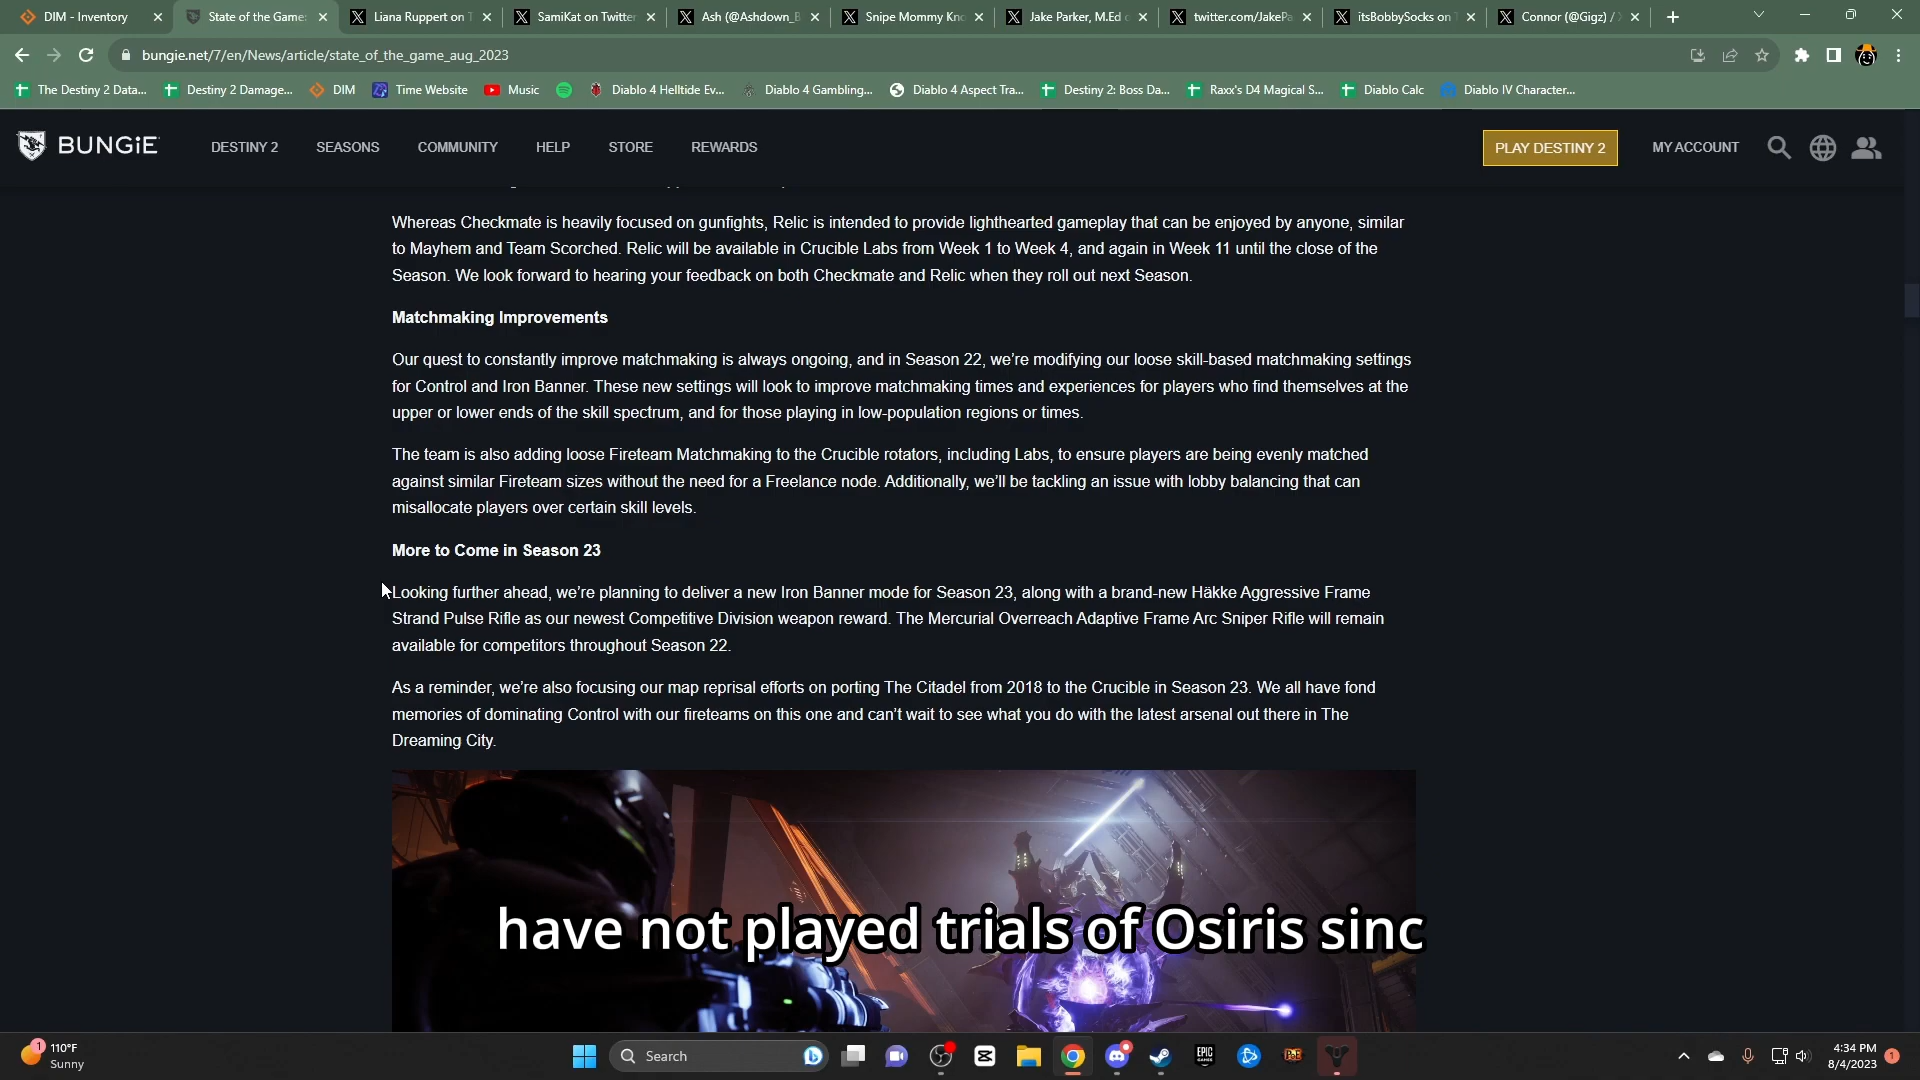 DIM - Inventory
State of the Game:
Liana Ruppert on
SamiKat on Twitter
Ash (@Ashdown_B
Snipe Mommy Kn
Jake Parker, M.Ed
twitter.com/JakePa
itsBobbySocks on
Connor (@Gigz) /
bungie.net/7/en/News/article/state_of_the_game_aug_2023
The Destiny 2 Data...
Destiny 2 Damage...
DIM
Time Website
Music
Diablo 4 Helltide Ev...
Diablo 4 Gambling...
Diablo 4 Aspect Tra...
Destiny 2: Boss Da...
Raxx's D4 Magical S...
Diablo Calc
Diablo IV Character...
BUNGiE
DESTINY 2
SEASONS
COMMUNITY
HELP
STORE
REWARDS
PLAY DESTINY 2
MY ACCOUNT
Whereas Checkmate is heavily focused on gunfights, Relic is intended to provide lighthearted gameplay that can be enjoyed by anyone, similar
to Mayhem and Team Scorched. Relic will be available in Crucible Labs from Week 1 to Week 4, and again in Week 11 until the close of the
Season. We look forward to hearing your feedback on both Checkmate and Relic when they roll out next Season.
Matchmaking Improvements
Our quest to constantly improve matchmaking is always ongoing, and in Season 22, we're modifying our loose skill-based matchmaking settings
for Control and Iron Banner. These new settings will look to improve matchmaking times and experiences for players who find themselves at the
upper or lower ends of the skill spectrum, and for those playing in low-population regions or times.
The team is also adding loose Fireteam Matchmaking to the Crucible rotators, including Labs, to ensure players are being evenly matched
against similar Fireteam sizes without the need for a Freelance node. Additionally, we'll be tackling an issue with lobby balancing that can
misallocate players over certain skill levels.
More to Come in Season 23
Looking further ahead, we're planning to deliver a new Iron Banner mode for Season 23, along with a brand-new Häkke Aggressive Frame
Strand Pulse Rifle as our newest Competitive Division weapon reward. The Mercurial Overreach Adaptive Frame Arc Sniper Rifle will remain
available for competitors throughout Season 22.
As a reminder, we're also focusing our map reprisal efforts on porting The Citadel from 2018 to the Crucible in Season 23. We all have fond
memories of dominating Control with our fireteams on this one and can't wait to see what you do with the latest arsenal out there in The
Dreaming City.
have not played trials of Osiris sinc
1
110°F
Sunny
Search
EPIC
GAMES
4:34 PM
8/4/2023
1